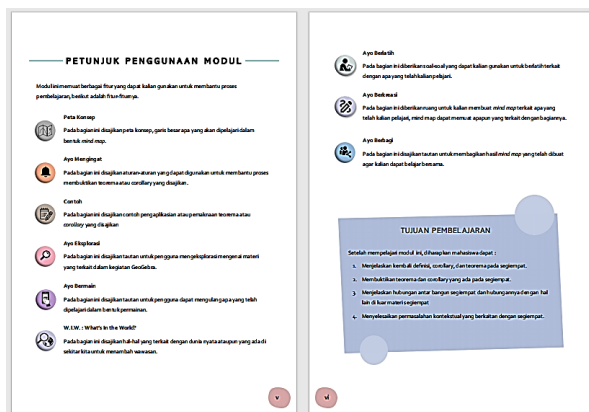 PETUNJUK PENGGUNAAN MODUL
Modul ini memuat berbagai fitur yang dapat kalian gunakan untuk membantu proses
pembelajaran, berikut adalah fitur-fiturnya.
Peta Konsep
Pada bagian ini disajikan peta konsep, garis besar apa yang akan dipelajari dalam
bentuk mind map.
Ayo Mengingat
Pada bagian ini disajikan aturan-aturan yang dapat digunakan untuk membantu proses
membuktikan teorema atau corollary yang disajikan.
Contoh
Pada bagian ini disajikan contoh pengaplikasian atau pemaknaan teorema atau
corollary yang disajikan
Ayo Eksplorasi
Pada bagian ini disajikan tautan untuk pengguna mengeksplorasi mengenai materi
yang terkait dalam kegiatan GeoGebra.
Ayo Bermain
Pada bagian ini disajikan tautan untuk pengguna dapat mengulan gapa yang telah
dipelajari dalam bentuk permainan.
W.I.W.: What's In the World?
Pada bagian ini disajikan hal-hal yang terkait dengan dunia nyata ataupun yang ada di
sekitar kita untuk menambah wawasan.
v
Ayo Berlatih
Pada bagian ini diberikan soal-soal yang dapat kalian gunakan untuk berlatih terkait
dengan apa yang telah kalian pelajari.
Ayo Berkreasi
Pada bagian ini diberikan ruang untuk kalian membuat mind map terkait apa yang
telah kalian pelajari, mind map dapat memuat apapun yang terkait dengan bagiannya.
Ayo Berbagi
Pada bagian ini disajikan tautan untuk membagikan hasil mind map yang telah dibuat
agar kalian dapat belajar bersama.
TUJUAN PEMBELAJARAN
Setelah mempelajari modul ini, diharapkan mahasiswa dapat :
1. Menjelaskan kembali definisi, corollary, dan teorema pada segiempat.
2. Membuktikan teorema dan corollary yang ada pada segiempat.
3. Menjelaskan hubungan antar bangun segiempat dan hubungannya dengan hal
lain di luar materi segiempat
4. Menyelesaikan permasalahan kontekstual yang berkaitan dengan segiempat.
vi